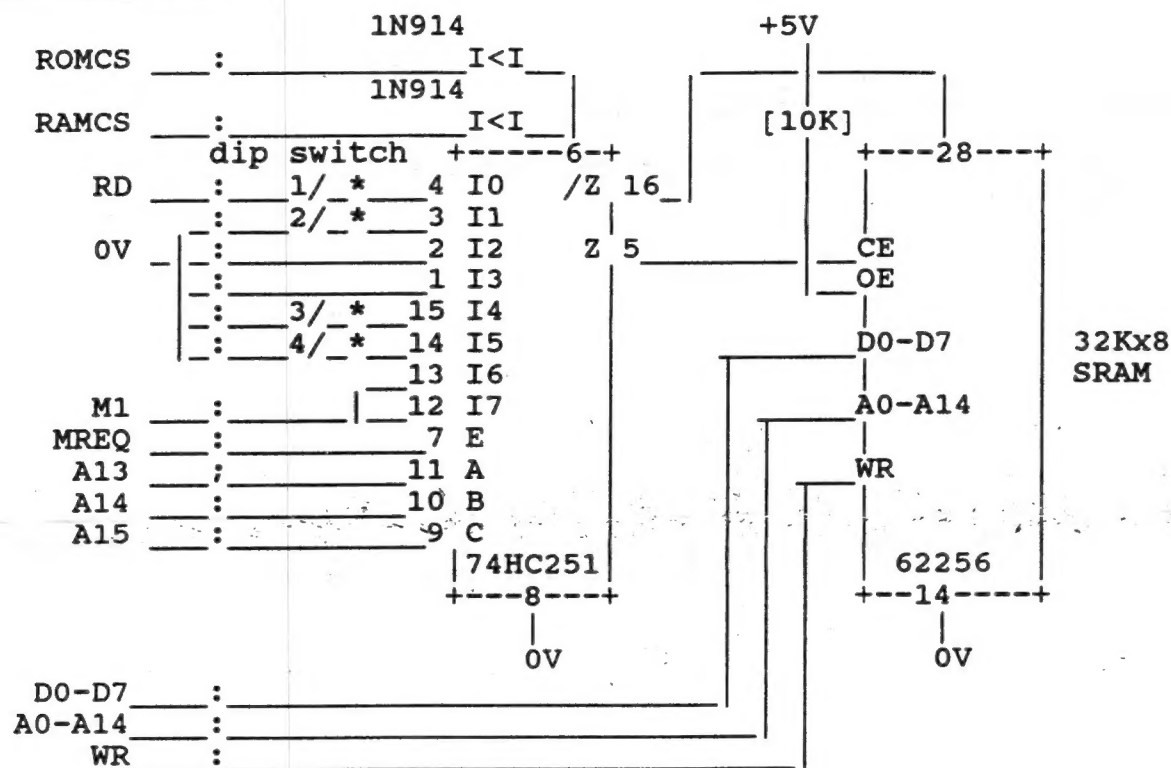 1N914 +5V
ROMCS : I<I
1N914
RAMCS : I<I [10K]
dip switch +-----6-+ +---28----+
RD : 1/_* 4 I0 /Z 16
: 2/_* 3 I1
0V : 2 I2 Z 5 CE
: 1 I3 OE
: 3/_* 15 I4
: 4/_* 14 I5 D0-D7 32Kx8
13 I6 SRAM
M1 : 12 I7 A0-A14
MREQ : 7 E
A13 ; 11 A WR
A14 : 10 B
A15 : 9 C
74HC251 62256
+---8---+ +--14-----+
0V 0V
D0-D7 :
A0-A14 :
WR :